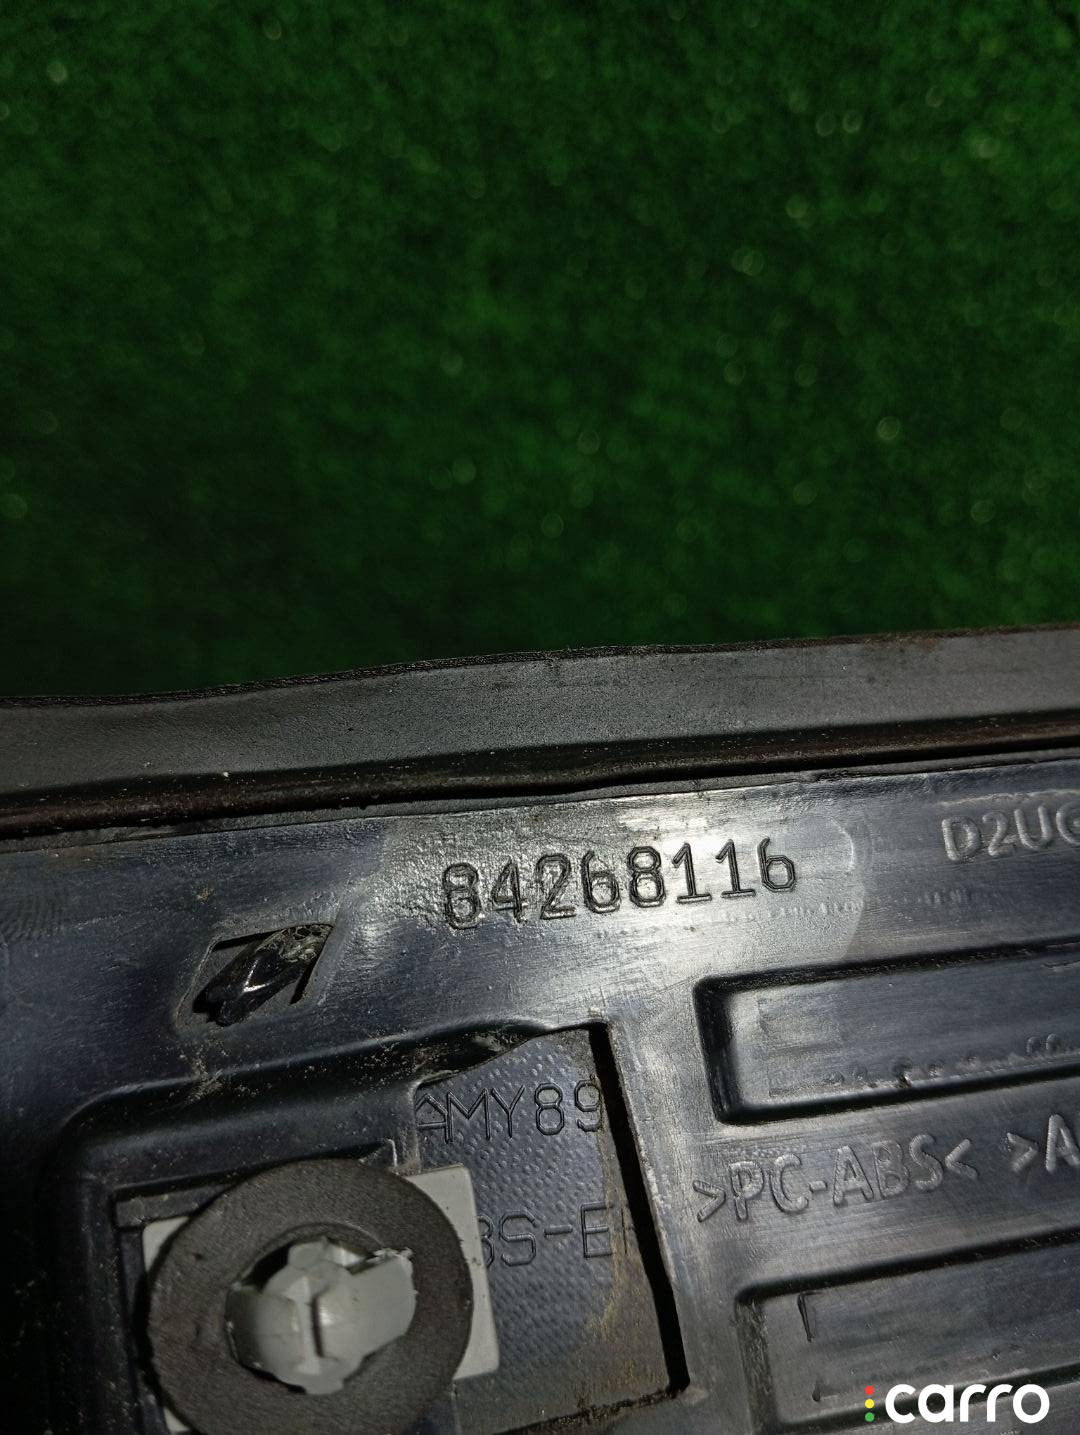 84268116
D2UG
AMY89
BS-E
>PC-ABS< >A
carro